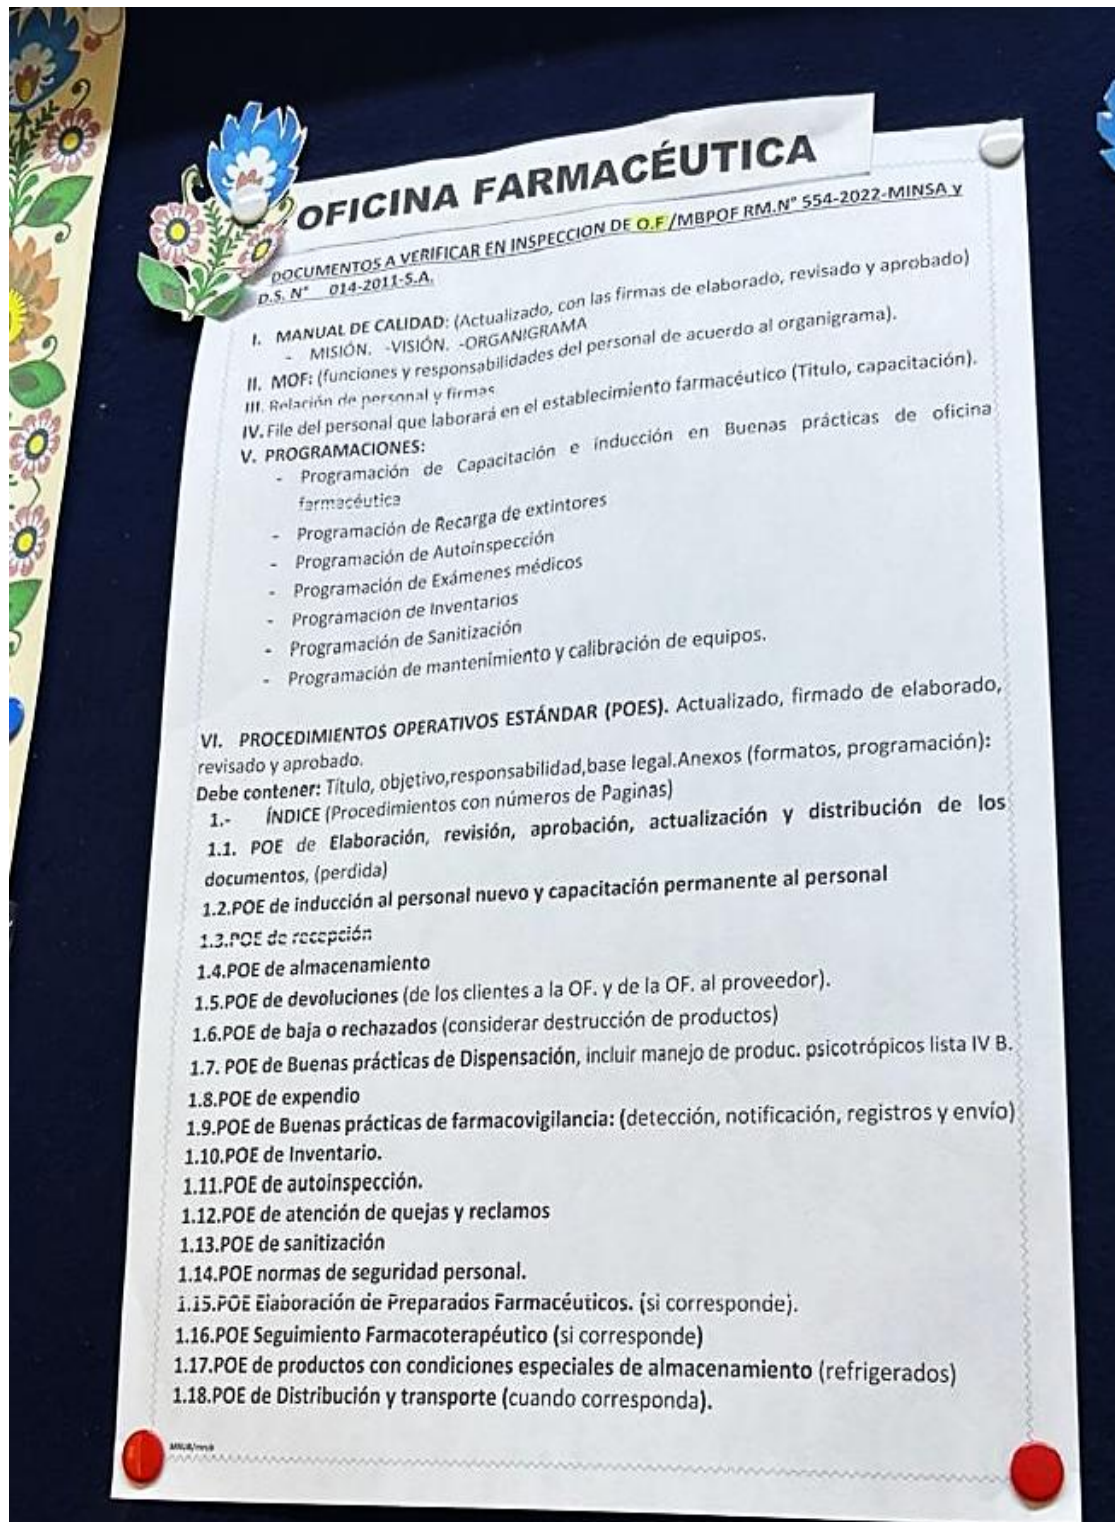 OFICINA FARMACÉUTICA
DOCUMENTOS A VERIFICAR EN INSPECCION DE O.F /MBPOF RM.N° 554-2022-MINSA y
D.S. N° 014-2011-S.A.
I. MANUAL DE CALIDAD: (Actualizado, con las firmas de elaborado, revisado y aprobado)
- MISIÓN. -VISIÓN. -ORGANIGRAMA
II. MOF: (funciones y responsabilidades del personal de acuerdo al organigrama).
III. Relación de personal y firmas
IV. File del personal que laborará en el establecimiento farmacéutico (Titulo, capacitación).
V. PROGRAMACIONES:
- Programación de Capacitación e inducción en Buenas prácticas de oficina
farmacéutica
- Programación de Recarga de extintores
- Programación de Autoinspección
- Programación de Exámenes médicos
- Programación de Inventarios
- Programación de Sanitización
- Programación de mantenimiento y calibración de equipos.
VI. PROCEDIMIENTOS OPERATIVOS ESTÁNDAR (POES). Actualizado, firmado de elaborado,
revisado y aprobado.
Debe contener: Título, objetivo,responsabilidad,base legal.Anexos (formatos, programación):
1.- ÍNDICE (Procedimientos con números de Paginas)
1.1. POE de Elaboración, revisión, aprobación, actualización y distribución de los
documentos, (perdida)
1.2.POE de inducción al personal nuevo y capacitación permanente al personal
1.3.POE de recepción
1.4.POE de almacenamiento
1.5.POE de devoluciones (de los clientes a la OF. y de la OF. al proveedor).
1.6.POE de baja o rechazados (considerar destrucción de productos)
1.7. POE de Buenas prácticas de Dispensación, incluir manejo de produc. psicotrópicos lista IV B.
1.8.POE de expendio
1.9.POE de Buenas prácticas de farmacovigilancia: (detección, notificación, registros y envío)
1.10.POE de Inventario.
1.11.POE de autoinspección.
1.12.POE de atención de quejas y reclamos
1.13.POE de sanitización
1.14.POE normas de seguridad personal.
1.15.POE Elaboración de Preparados Farmacéuticos. (si corresponde).
1.16.POE Seguimiento Farmacoterapéutico (si corresponde)
1.17.POE de productos con condiciones especiales de almacenamiento (refrigerados)
1.18.POE de Distribución y transporte (cuando corresponda).